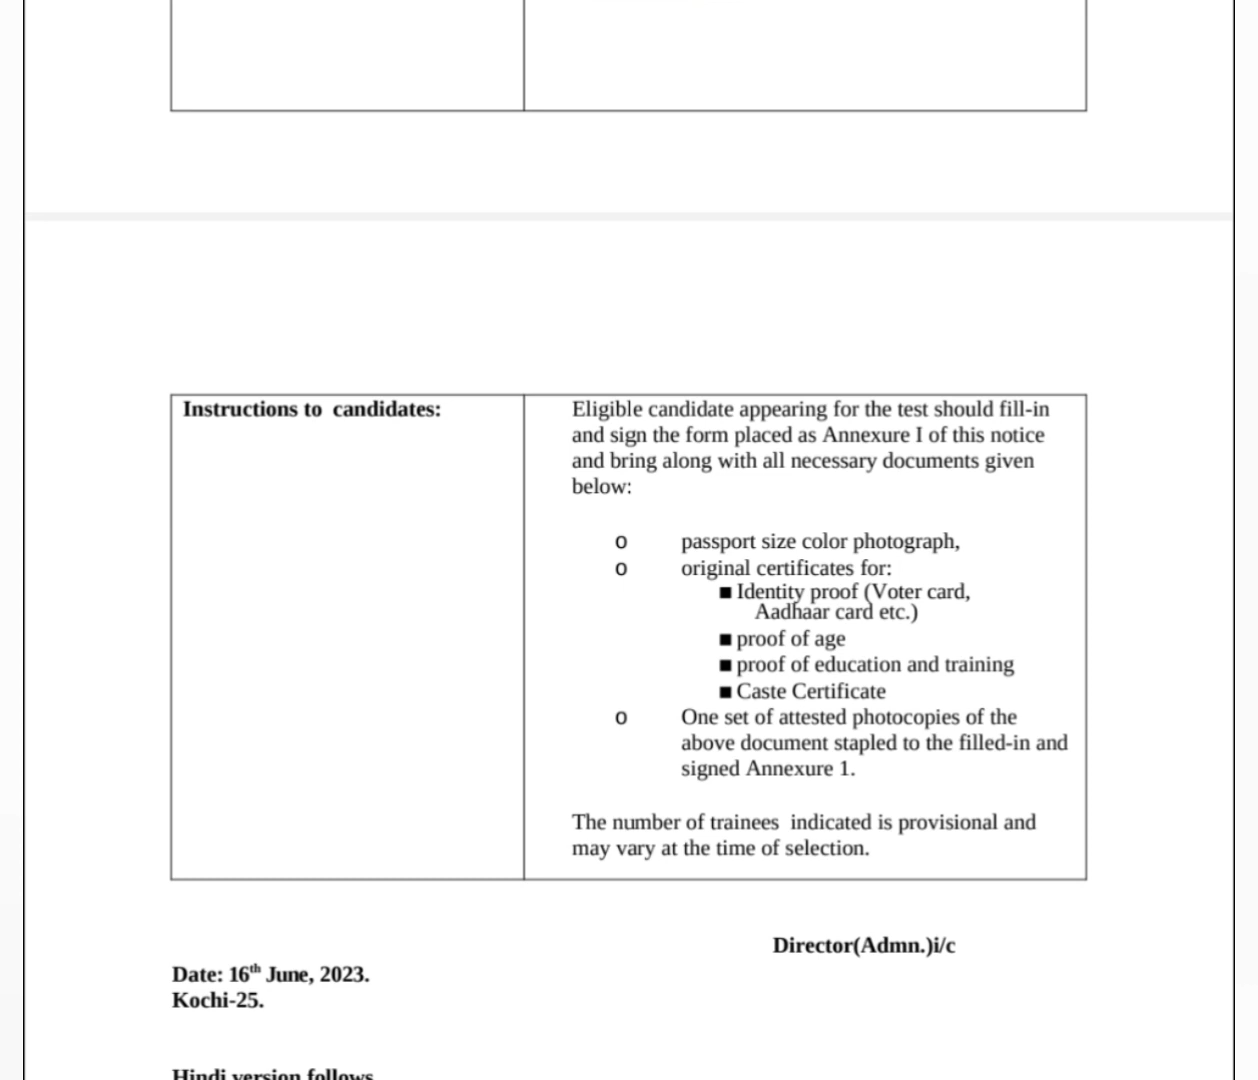 Instructions to candidates:
Eligible candidate appearing for the test should fill-in
and sign the form placed as Annexure I of this notice
and bring along with all necessary documents given
below:
o passport size color photograph,
o original certificates for:
■ Identity proof (Voter card,
Aadhaar card etc.)
■ proof of age
■ proof of education and training
■ Caste Certificate
o One set of attested photocopies of the
above document stapled to the filled-in and
signed Annexure 1.
The number of trainees indicated is provisional and
may vary at the time of selection.
Director(Admn.)i/c
Date: 16th June, 2023.
Kochi-25.
Hindi version follows